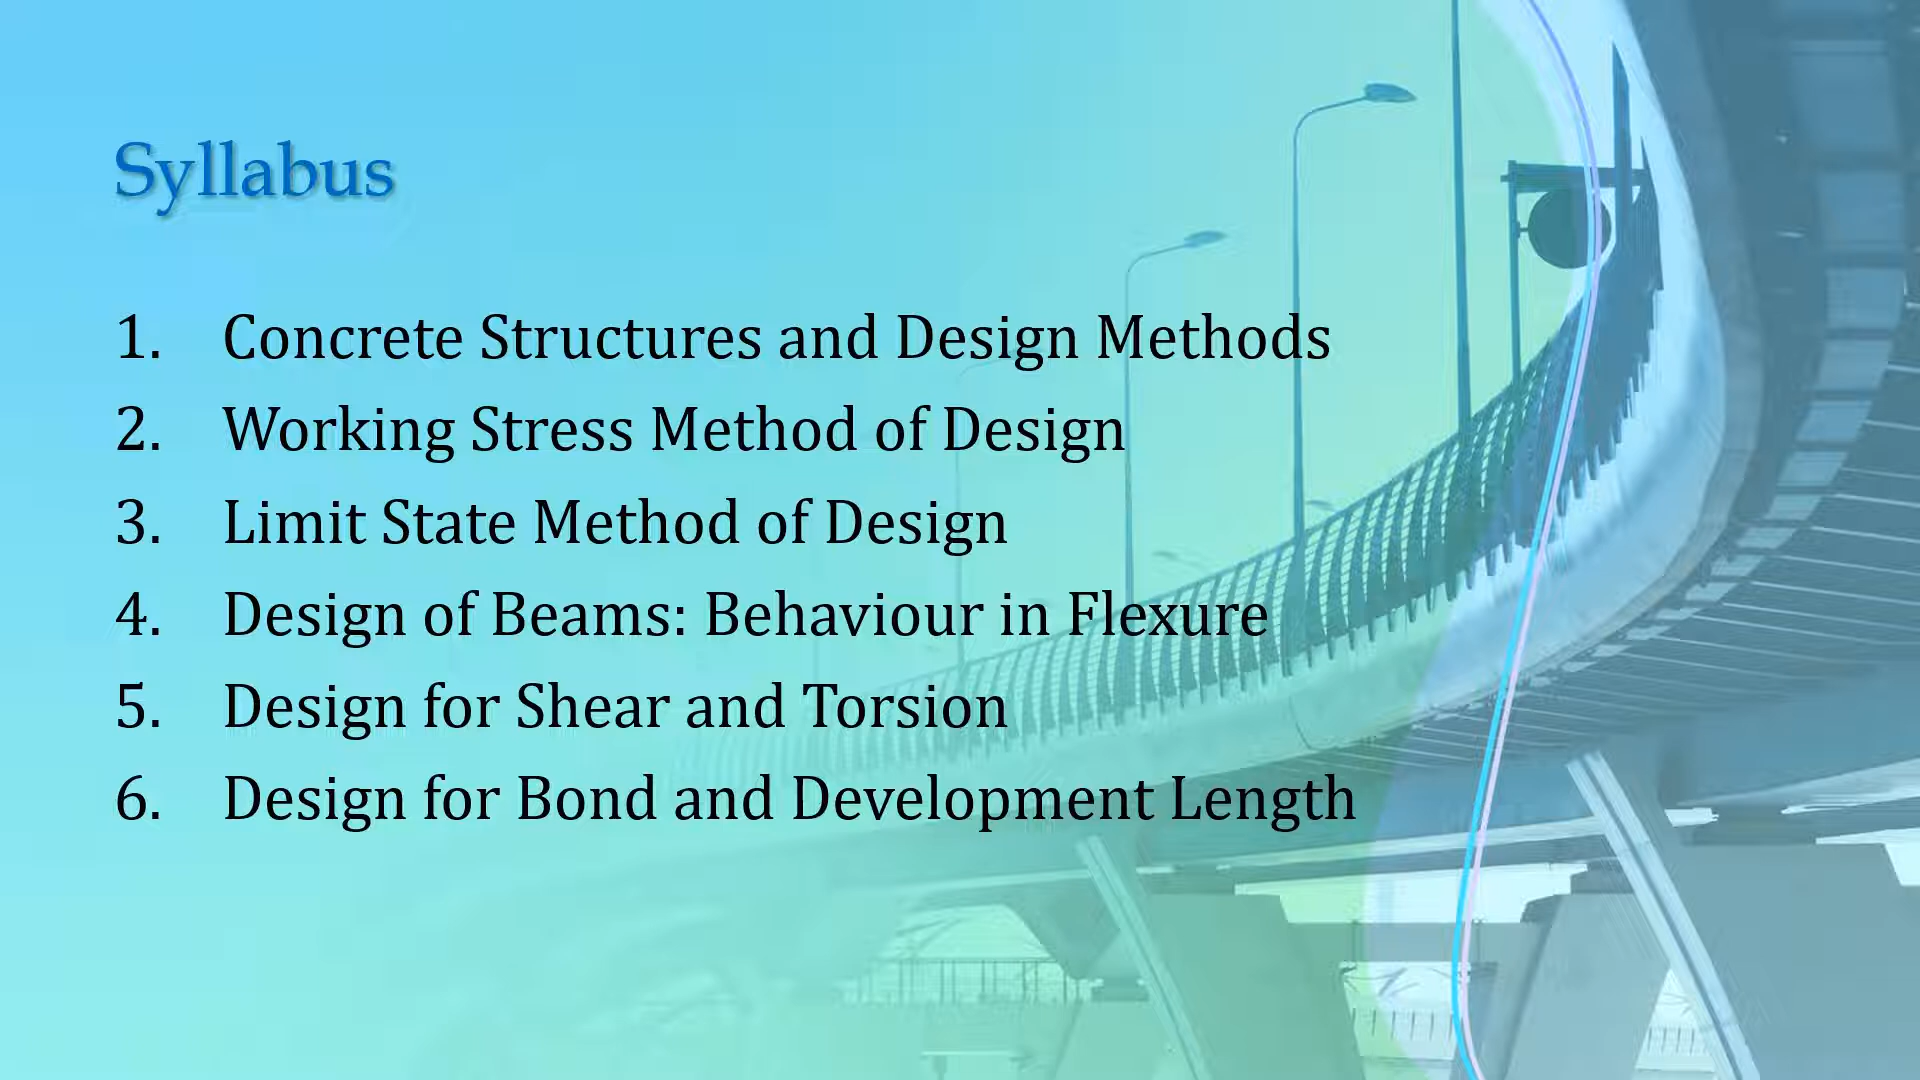 Syllabus
1. Concrete Structures and Design Methods
2. Working Stress Method of Design
3. Limit State Method of Design
4. Design of Beams: Behaviour in Flexure
5. Design for Shear and Torsion
6. Design for Bond and Development Length